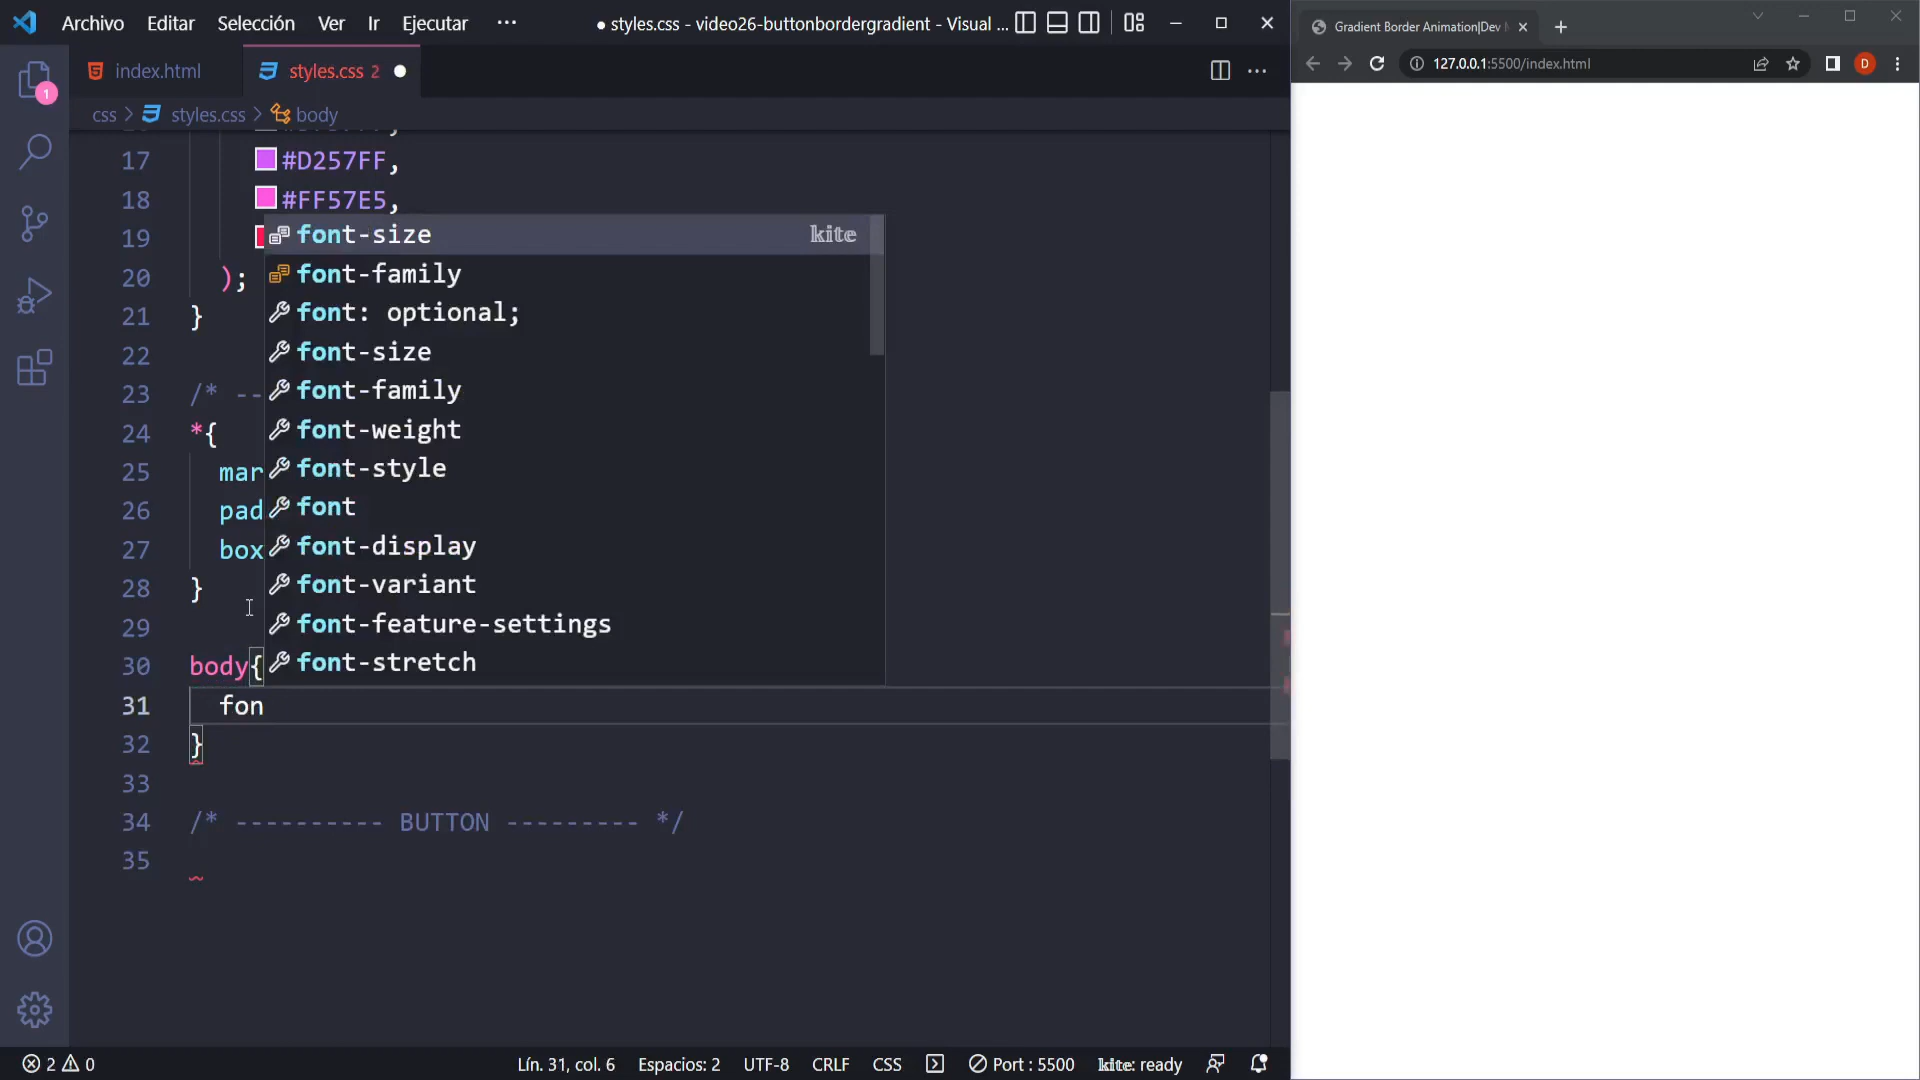 Archivo Editar Selección Ver Ir Ejecutar ··· ● styles.css - video26-buttonbordergradient - Visual ...
Gradient Border Animation|Dev
127.0.0.1:5500/index.html
D
1
index.html
styles.css 2
css > styles.css > body
17 #D257FF,
18 #FF57E5,
19
20 );
21 }
22
23 /* --
24 *{
25 mar
26 pad
27 box
28 }
29
30 body{
31 fon
32 }
33
34 /* ---------- BUTTON --------- */
35
font-size kite
font-family
font: optional;
font-size
font-family
font-weight
font-style
font
font-display
font-variant
font-feature-settings
font-stretch
2 0 Lín. 31, col. 6 Espacios: 2 UTF-8 CRLF CSS Port : 5500 kite: ready